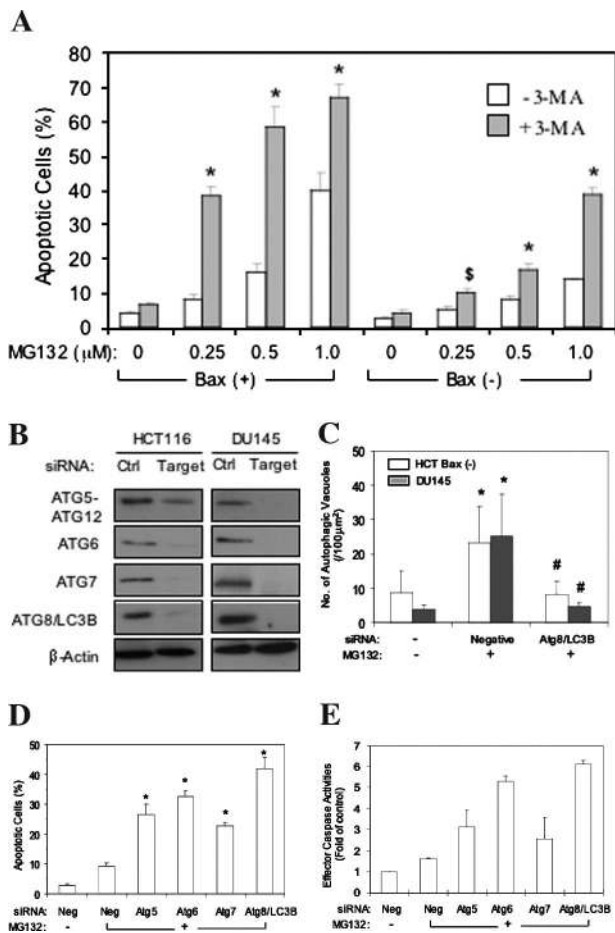 A
Apoptotic Cells (%)
80
70
60
50
40
30
20
10
0
- 3-MA
+ 3-MA
* * * $ * *
MG132 (μM): 0 0.25 0.5 1.0 0 0.25 0.5 1.0
Bax (+) Bax (-)
B
HCT116 DU145
siRNA: Ctrl Target Ctrl Target
ATG5-
ATG12
ATG6
ATG7
ATG8/LC3B
β-Actin
C
No. of Autophagic Vacuoles
(/100μm²)
50
40
30
20
10
0
HCT Bax (-)
DU145
* *
# #
siRNA: - Negative Atg8/LC3B
MG132: - + +
D
Apoptotic Cells (%)
50
40
30
20
10
0
* * * *
siRNA: Neg Neg Atg5 Atg6 Atg7 Atg8/LC3B
MG132: - +
E
Effector Caspase Activities
(Fold of control)
7
6
5
4
3
2
1
0
siRNA: Neg Neg Atg5 Atg6 Atg7 Atg8/LC3B
MG132: - +